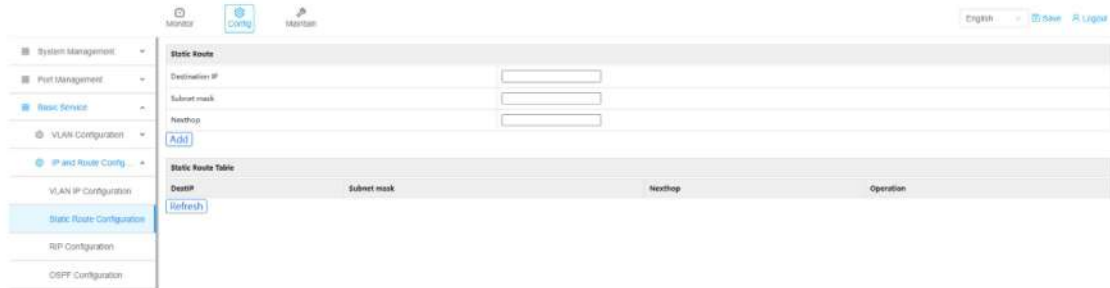 Monitor Config Maintain English Save Logout
System Management
Static Route
Port Management
Destination IP
Basic Service
Subnet mask
Nexthop
VLAN Configuration
Add
IP and Route Config...
Static Route Table
VLAN IP Configuration
DestIP Subnet mask Nexthop Operation
Refresh
Static Route Configuration
RIP Configuration
OSPF Configuration